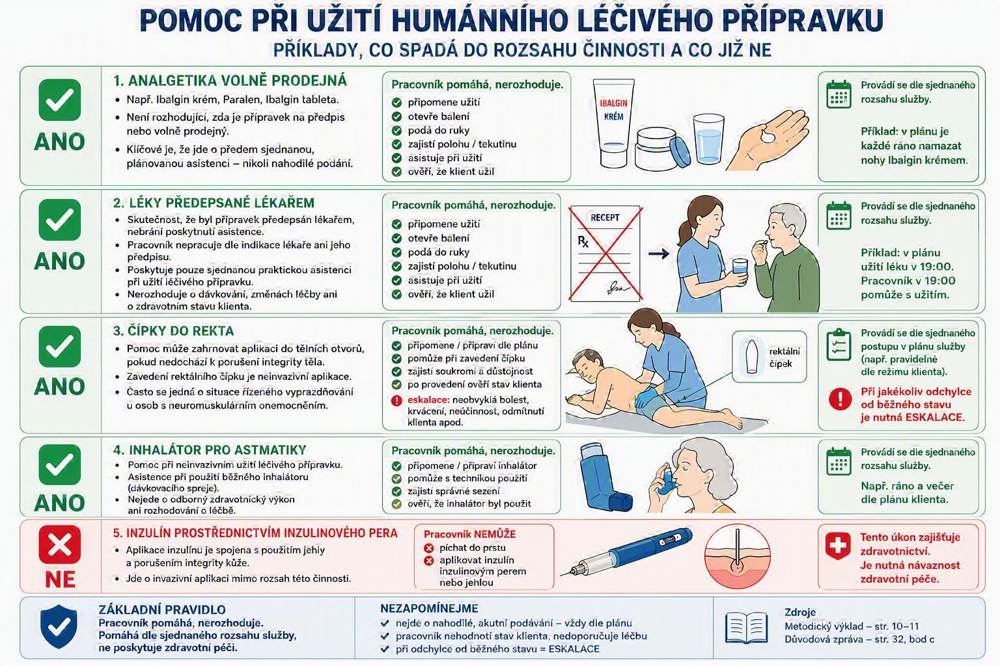 POMOC PŘI UŽITÍ HUMÁNNÍHO LÉČIVÉHO PŘÍPRAVKU
PŘÍKLADY, CO SPADÁ DO ROZSAHU ČINNOSTI A CO JIŽ NE
ANO
1. ANALGETIKA VOLNĚ PRODEJNÁ
• Např. Ibalgin krém, Paralen, Ibalgin tableta.
• Není rozhodující, zda je přípravek na předpis
nebo volně prodejný.
• Klíčové je, že jde o předem sjednanou,
plánovanou asistenci – nikoli nahodilé podání.
Pracovník pomáhá, nerozhoduje.
připomene užití
otevře balení
podá do ruky
zajistí polohu / tekutinu
asistuje při užití
ověří, že klient užil
IBALGIN
KRÉM
Provádí se dle sjednaného
rozsahu služby.
Příklad: v plánu je
každé ráno namazat
nohy Ibalgin krémem.
ANO
2. LÉKY PŘEDEPSANÉ LÉKAŘEM
• Skutečnost, že byl přípravek předepsán lékařem,
nebrání poskytnutí asistence.
• Pracovník nepracuje dle indikace lékaře ani jeho
předpisu.
• Poskytuje pouze sjednanou praktickou asistenci
při užití léčivého přípravku.
• Nerozhoduje o dávkování, změnách léčby ani
o zdravotním stavu klienta.
Pracovník pomáhá, nerozhoduje.
připomene užití
otevře balení
podá do ruky
zajistí polohu / tekutinu
asistuje při užití
ověří, že klient užil
RECEPT
Rx
Provádí se dle sjednaného
rozsahu služby.
Příklad: v plánu
užití léku v 19:00.
Pracovník v 19:00
pomůže s užitím.
ANO
3. ČÍPKY DO REKTA
• Pomoc může zahrnovat aplikaci do tělních otvorů,
pokud nedochází k porušení integrity těla.
• Zavedení rektálního čípku je neinvazivní aplikace.
• Často se jedná o situace řízeného vyprazdňování
u osob s neuromuskulárním onemocněním.
Pracovník pomáhá, nerozhoduje.
připomene / připraví dle plánu
pomůže při zavedení čípku
zajistí soukromí a důstojnost
po provedení ověří stav klienta
eskalace: neobvyklá bolest,
krvácení, neúčinnost, odmítnutí
klienta apod.
rektální
čípek
Provádí se dle sjednaného
postupu v plánu služby
(např. pravidelně
dle režimu klienta).
Při jakékoliv odchylce
od běžného stavu
je nutná ESKALACE.
ANO
4. INHALÁTOR PRO ASTMATIKY
• Pomoc při neinvazivním užití léčivého přípravku.
• Asistence při použití běžného inhalátoru
(dávkovacího spreje).
• Nejede o odborný zdravotnický výkon
ani rozhodování o léčbě.
Pracovník pomáhá, nerozhoduje.
připomene / připraví inhalátor
pomůže s technikou použití
zajistí správné sezení
ověří, že inhalátor byl použit
Provádí se dle sjednaného
rozsahu služby.
Např. ráno a večer
dle plánu klienta.
NE
5. INZULÍN PROSTŘEDNICTVÍM INZULINOVÉHO PERA
• Aplikace inzulínu je spojena s použitím jehly
a porušením integrity kůže.
• Jde o invazivní aplikaci mimo rozsah této činnosti.
Pracovník NEMŮŽE
píchat do prstu
aplikovat inzulín
inzulinovým perem
nebo jehlou
Tento úkon zajišťuje
zdravotnictví.
Je nutná návaznost
zdravotní péče.
ZÁKLADNÍ PRAVIDLO
Pracovník pomáhá, nerozhoduje.
Pomáhá dle sjednaného rozsahu služby,
ne poskytuje zdravotní péči.
NEZAPOMÍNEJME
nejde o nahodilé, akutní podávání – vždy dle plánu
pracovník nehodnotí stav klienta, nedoporučuje léčbu
při odchylce od běžného stavu = ESKALACE
Zdroje
Metodický výklad – str. 10–11
Důvodová zpráva – str. 32, bod c